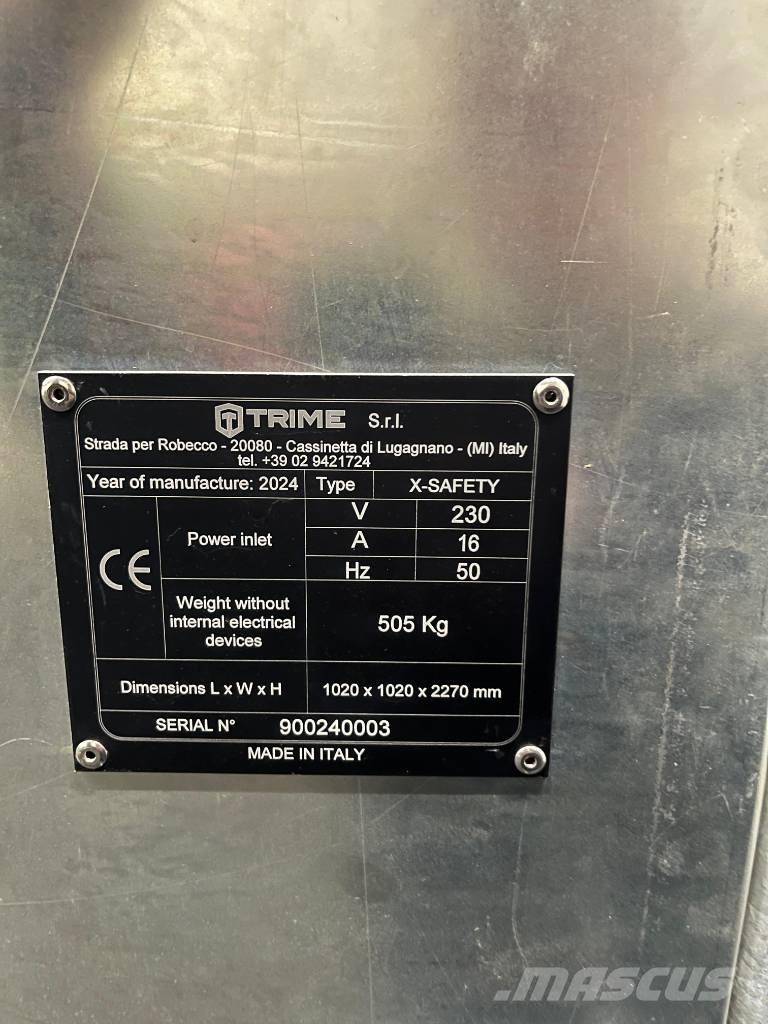 TRIME S.r.l.
Strada per Robecco - 20080 - Cassinetta di Lugagnano - (MI) Italy
tel. +39 02 9421724
Year of manufacture: 2024 Type X-SAFETY
CE
Power inlet
V 230
A 16
Hz 50
Weight without
internal electrical
devices
505 Kg
Dimensions L x W x H 1020 x 1020 x 2270 mm
SERIAL N° 900240003
MADE IN ITALY
MASCUS